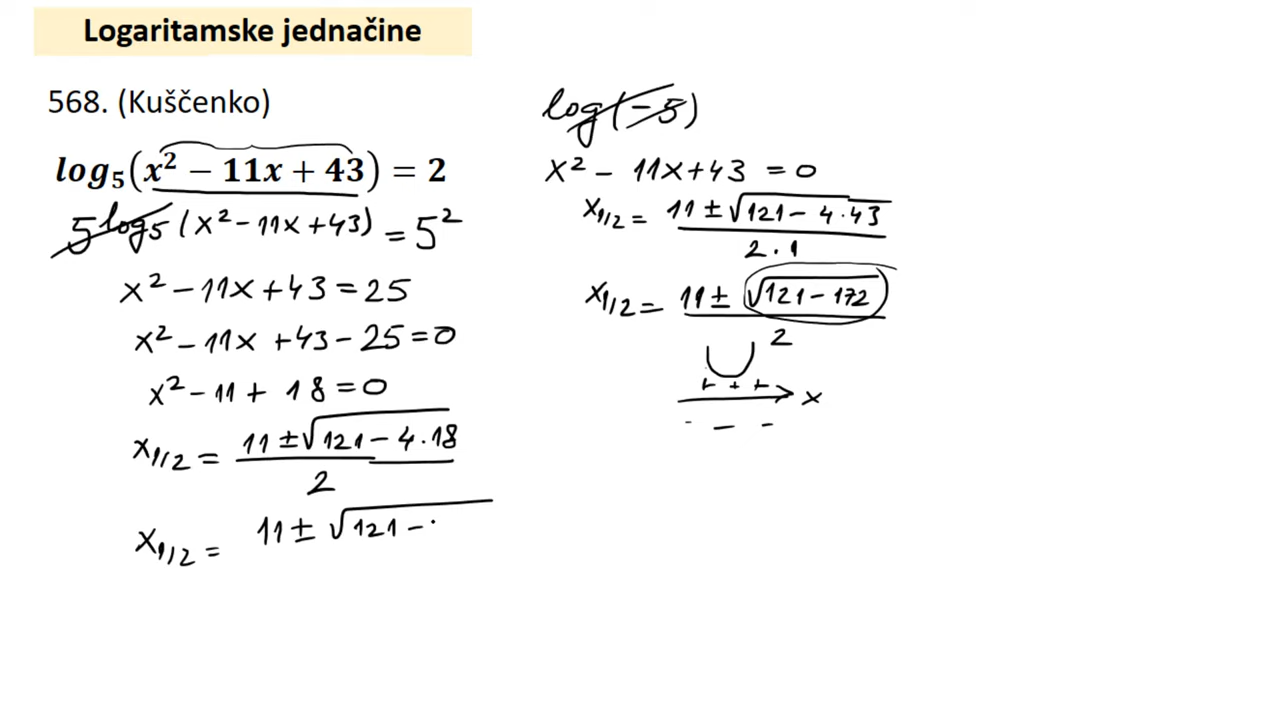 Logaritamske jednačine
568. (Kuščenko)
log₅(x² − 11x + 43) = 2
5log5 (x² − 11x + 43) = 5²
x² − 11x + 43 = 25
x² − 11x + 43 − 25 = 0
x² − 11 + 18 = 0
x₁/₂ = (11 ± √(121 − 4·18)) / 2
x₁/₂ = 11 ± √(121 − ·
log(−5)
x² − 11x + 43 = 0
x₁/₂ = (11 ± √(121 − 4·43)) / (2·1)
x₁/₂ = (11 ± √(121 − 172)) / 2
+ + +
x
− − −